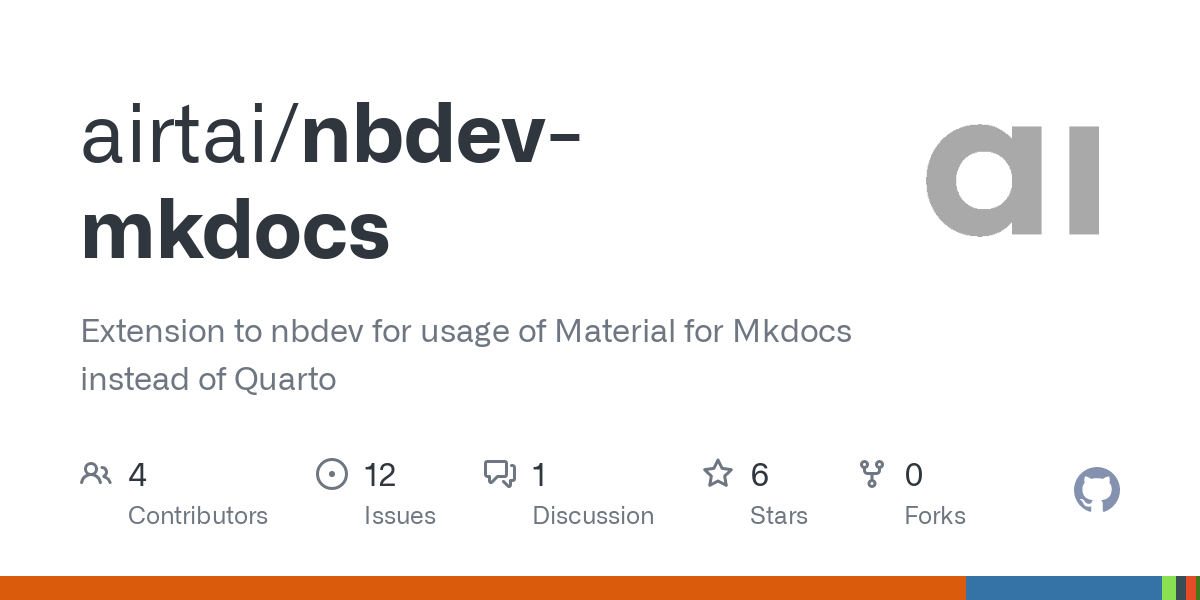 airtai/nbdev-
mkdocs
aı
Extension to nbdev for usage of Material for Mkdocs
instead of Quarto
4 12 1 6 0
Contributors Issues Discussion Stars Forks